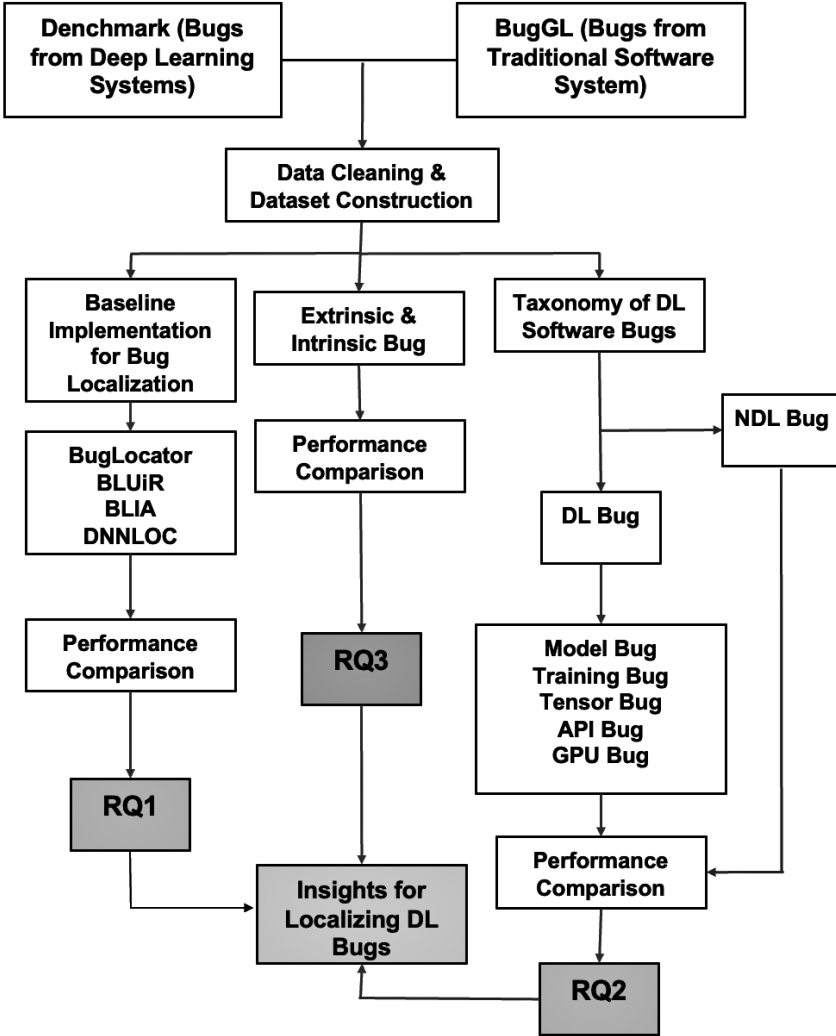 Denchmark (Bugs
from Deep Learning
Systems)
BugGL (Bugs from
Traditional Software
System)
Data Cleaning &
Dataset Construction
Baseline
Implementation
for Bug
Localization
Extrinsic &
Intrinsic Bug
Taxonomy of DL
Software Bugs
NDL Bug
BugLocator
BLUiR
BLIA
DNNLOC
Performance
Comparison
DL Bug
Performance
Comparison
RQ3
Model Bug
Training Bug
Tensor Bug
API Bug
GPU Bug
RQ1
Insights for
Localizing DL
Bugs
Performance
Comparison
RQ2